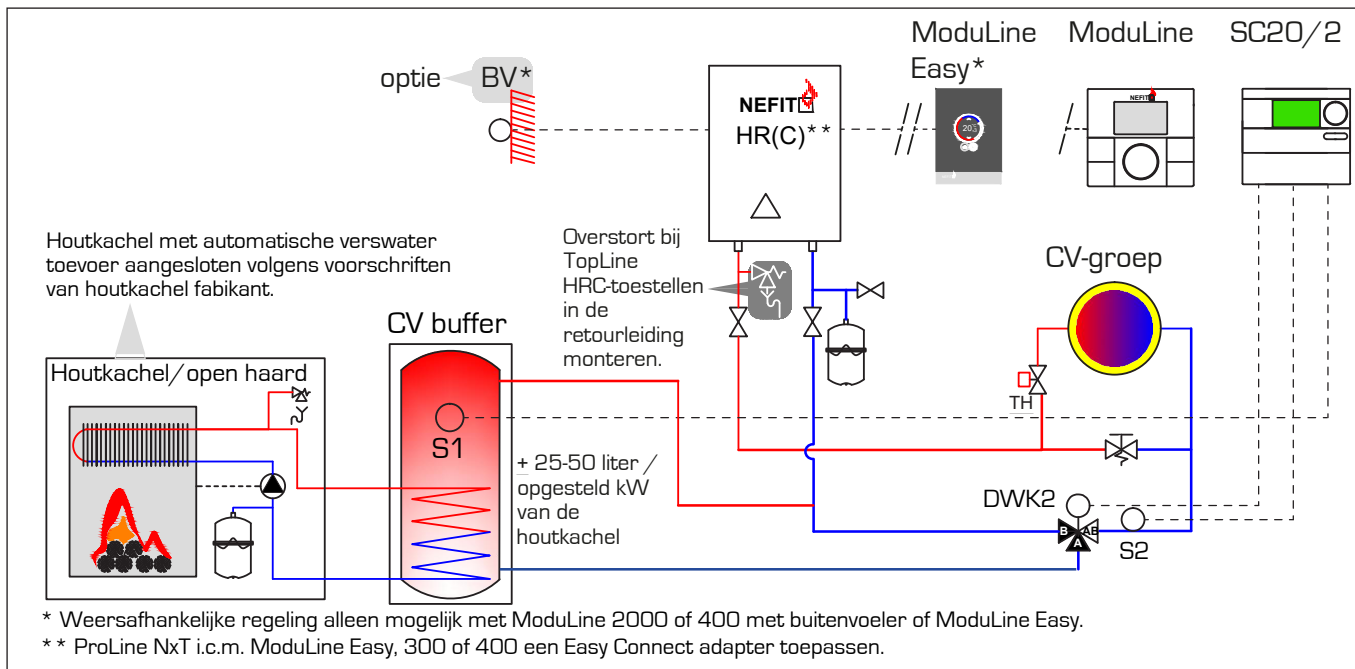 ModuLine
Easy*
ModuLine
SC20/2
optie
BV*
NEFIT
HR(C)**
20.5
NEFIT
Houtkachel met automatische verswater
toevoer aangesloten volgens voorschriften
van houtkachel fabikant.
Overstort bij
TopLine
HRC-toestellen
in de
retourleiding
monteren.
CV-groep
CV buffer
Houtkachel/open haard
TH
S1
+ 25-50 liter /
opgesteld kW
van de
houtkachel
DWK2
B
AB
A
S2
* Weersafhankelijke regeling alleen mogelijk met ModuLine 2000 of 400 met buitenvoeler of ModuLine Easy.
** ProLine NxT i.c.m. ModuLine Easy, 300 of 400 een Easy Connect adapter toepassen.